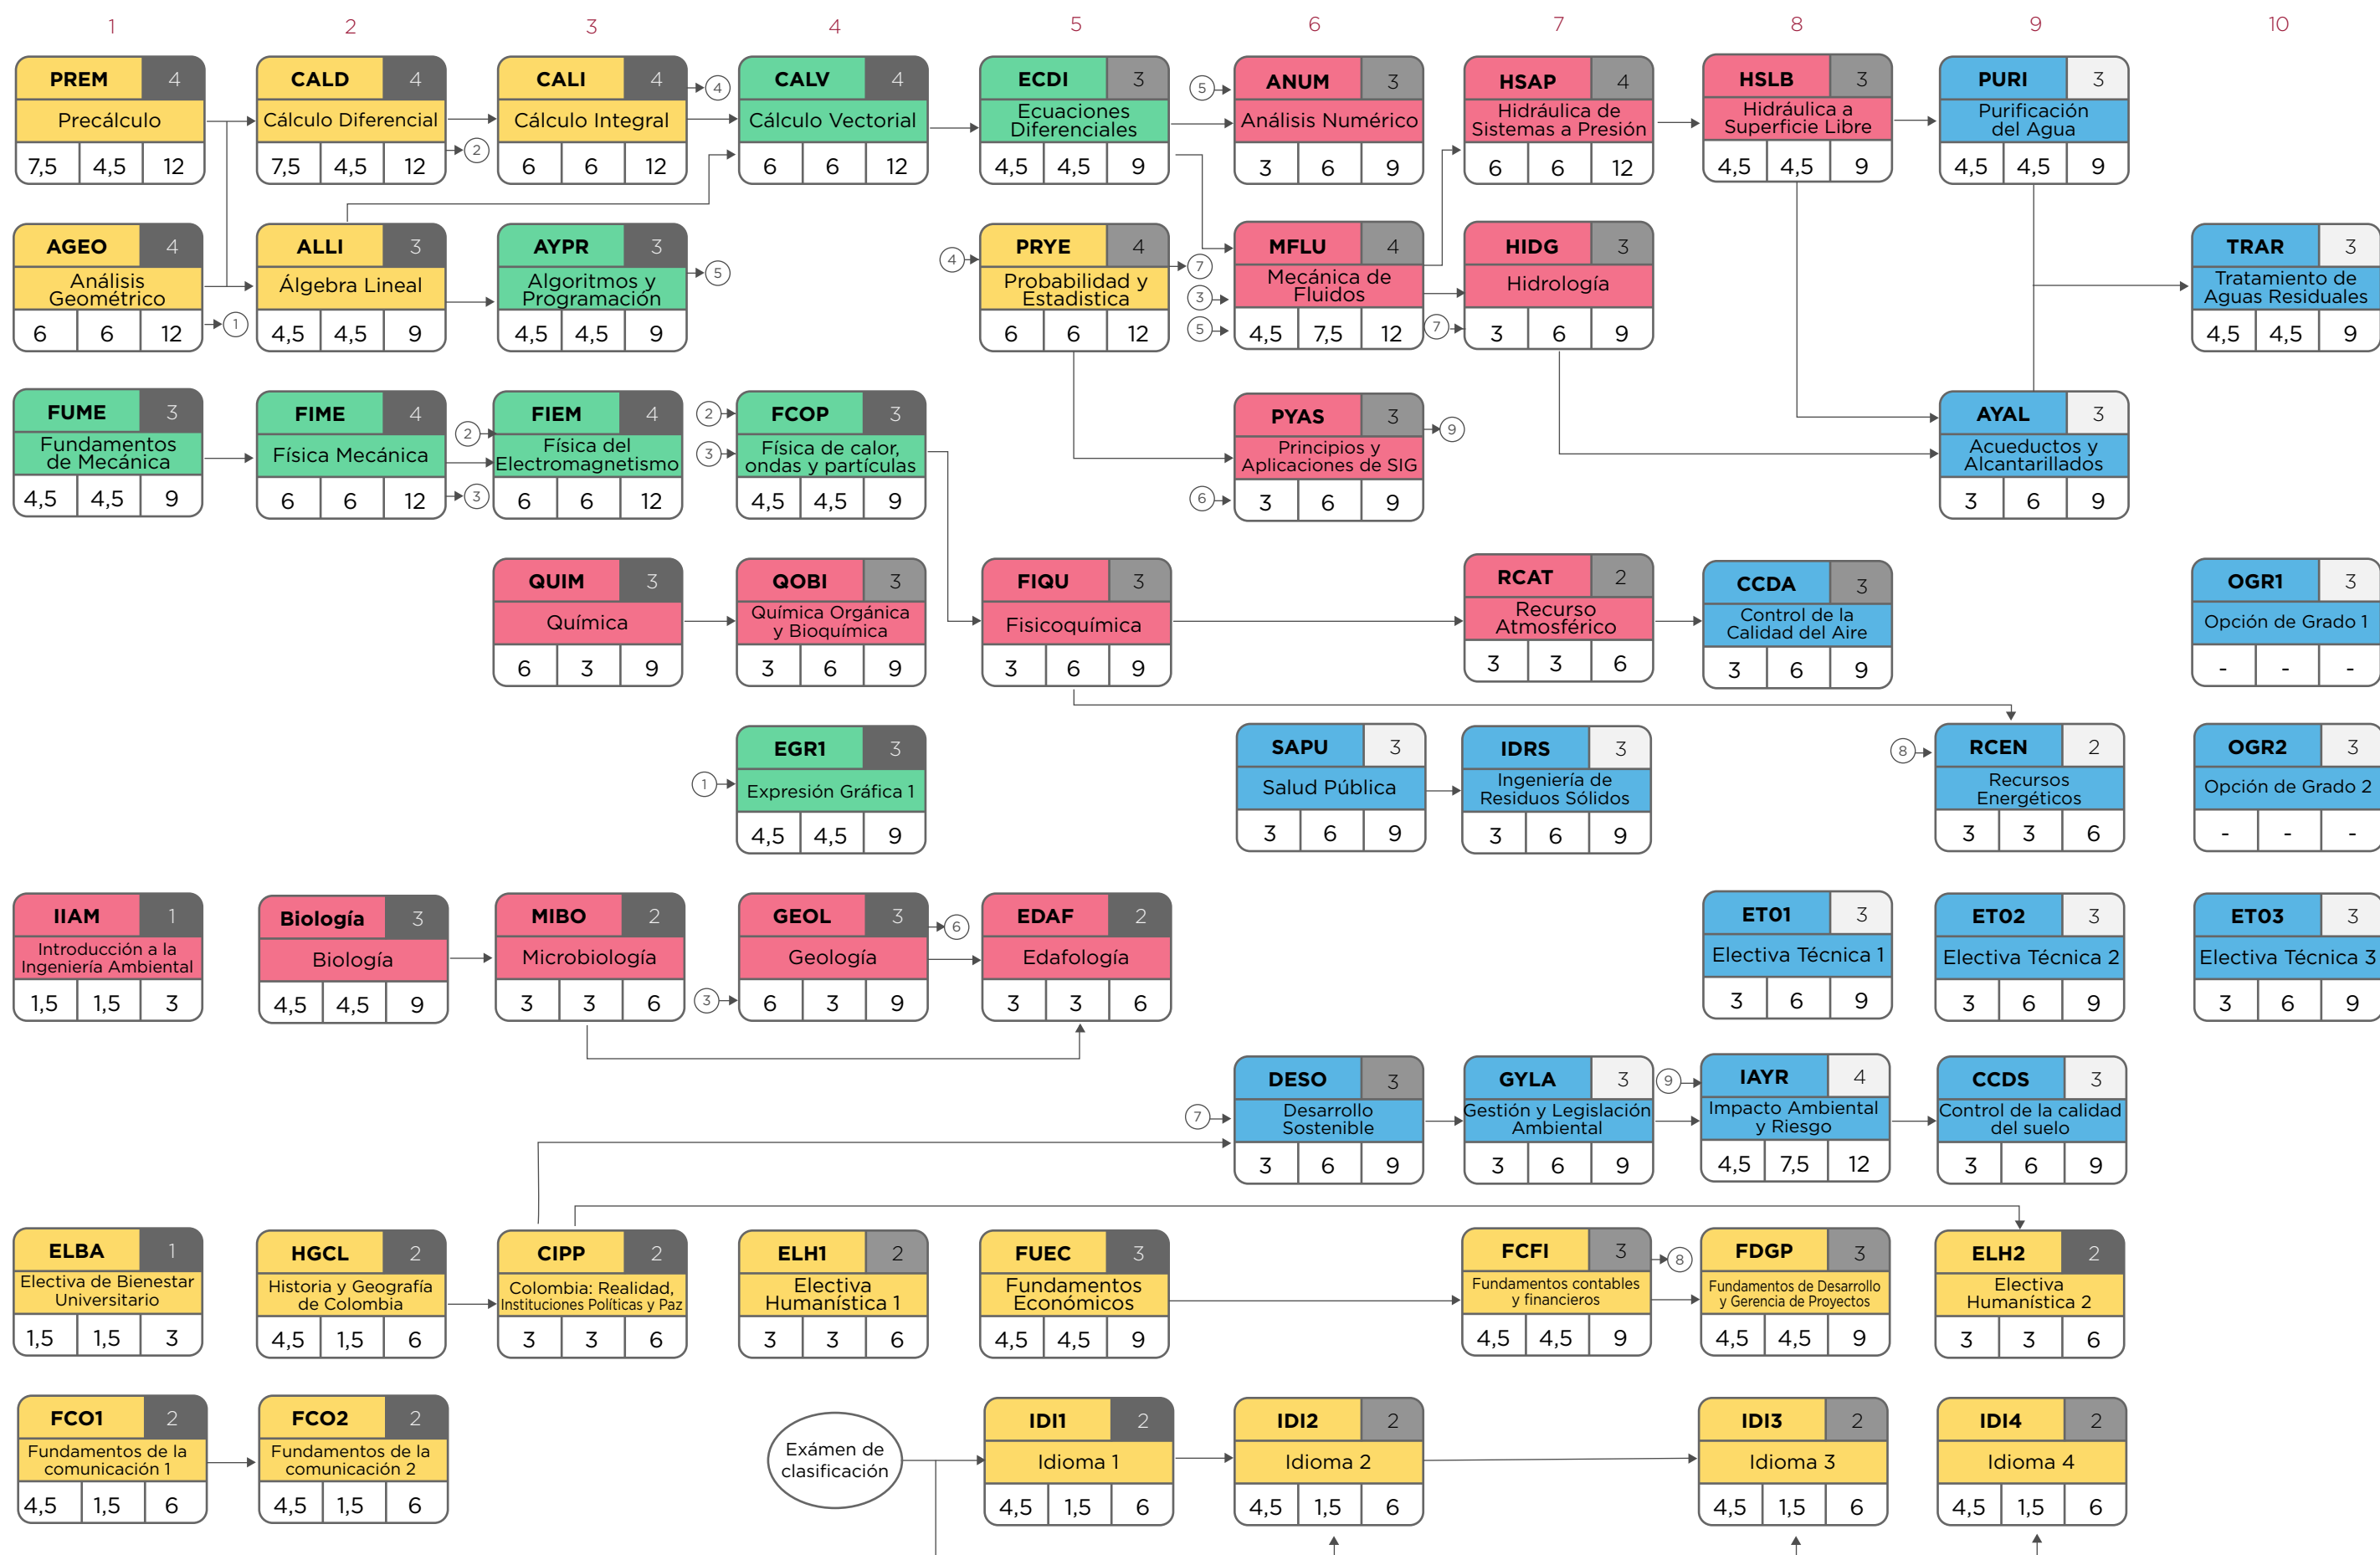 1 2 3 4 5 6 7 8 9 10
PREM 4 CALD 4 CALI 4 4 CALV 4 ECDI 3 5 ANUM 3 HSAP 4 HSLB 3 PURI 3
Precálculo Cálculo Diferencial Cálculo Integral Cálculo Vectorial Ecuaciones Diferenciales Análisis Numérico Hidráulica de Sistemas a Presión Hidráulica a Superficie Libre Purificación del Agua
7,5 4,5 12 7,5 4,5 12 2 6 6 12 6 6 12 4,5 4,5 9 3 6 9 6 6 12 4,5 4,5 9 4,5 4,5 9
AGEO 4 ALLI 3 AYPR 3 5 4 PRYE 4 7 MFLU 4 HIDG 3 TRAR 3
Análisis Geométrico Álgebra Lineal Algoritmos y Programación Probabilidad y Estadistica 3 Mecánica de Fluidos Hidrología Tratamiento de Aguas Residuales
6 6 12 1 4,5 4,5 9 4,5 4,5 9 6 6 12 5 4,5 7,5 12 7 3 6 9 4,5 4,5 9
FUME 3 FIME 4 2 FIEM 4 2 FCOP 3 PYAS 3 9 AYAL 3
Fundamentos de Mecánica Física Mecánica Física del Electromagnetismo 3 Física de calor, ondas y partículas Principios y Aplicaciones de SIG Acueductos y Alcantarillados
4,5 4,5 9 6 6 12 3 6 6 12 4,5 4,5 9 6 3 6 9 3 6 9
QUIM 3 QOBI 3 FIQU 3 RCAT 2 CCDA 3 OGR1 3
Química Química Orgánica y Bioquímica Fisicoquímica Recurso Atmosférico Control de la Calidad del Aire Opción de Grado 1
6 3 9 3 6 9 3 6 9 3 3 6 3 6 9 - - -
EGR1 3 SAPU 3 IDRS 3 8 RCEN 2 OGR2 3
1 Expresión Gráfica 1 Salud Pública Ingeniería de Residuos Sólidos Recursos Energéticos Opción de Grado 2
4,5 4,5 9 3 6 9 3 6 9 3 3 6 - - -
IIAM 1 Biología 3 MIBO 2 GEOL 3 6 EDAF 2 ET01 3 ET02 3 ET03 3
Introducción a la Ingeniería Ambiental Biología Microbiología Geología Edafología Electiva Técnica 1 Electiva Técnica 2 Electiva Técnica 3
1,5 1,5 3 4,5 4,5 9 3 3 6 3 6 3 9 3 3 6 3 6 9 3 6 9 3 6 9
DESO 3 GYLA 3 9 IAYR 4 CCDS 3
7 Desarrollo Sostenible Gestión y Legislación Ambiental Impacto Ambiental y Riesgo Control de la calidad del suelo
3 6 9 3 6 9 4,5 7,5 12 3 6 9
ELBA 1 HGCL 2 CIPP 2 ELH1 2 FUEC 3 FCFI 3 8 FDGP 3 ELH2 2
Electiva de Bienestar Universitario Historia y Geografía de Colombia Colombia: Realidad, Instituciones Políticas y Paz Electiva Humanística 1 Fundamentos Económicos Fundamentos contables y financieros Fundamentos de Desarrollo y Gerencia de Proyectos Electiva Humanística 2
1,5 1,5 3 4,5 1,5 6 3 3 6 3 3 6 4,5 4,5 9 4,5 4,5 9 4,5 4,5 9 3 3 6
FCO1 2 FCO2 2 IDI1 2 IDI2 2 IDI3 2 IDI4 2
Fundamentos de la comunicación 1 Fundamentos de la comunicación 2 Exámen de clasificación Idioma 1 Idioma 2 Idioma 3 Idioma 4
4,5 1,5 6 4,5 1,5 6 4,5 1,5 6 4,5 1,5 6 4,5 1,5 6 4,5 1,5 6